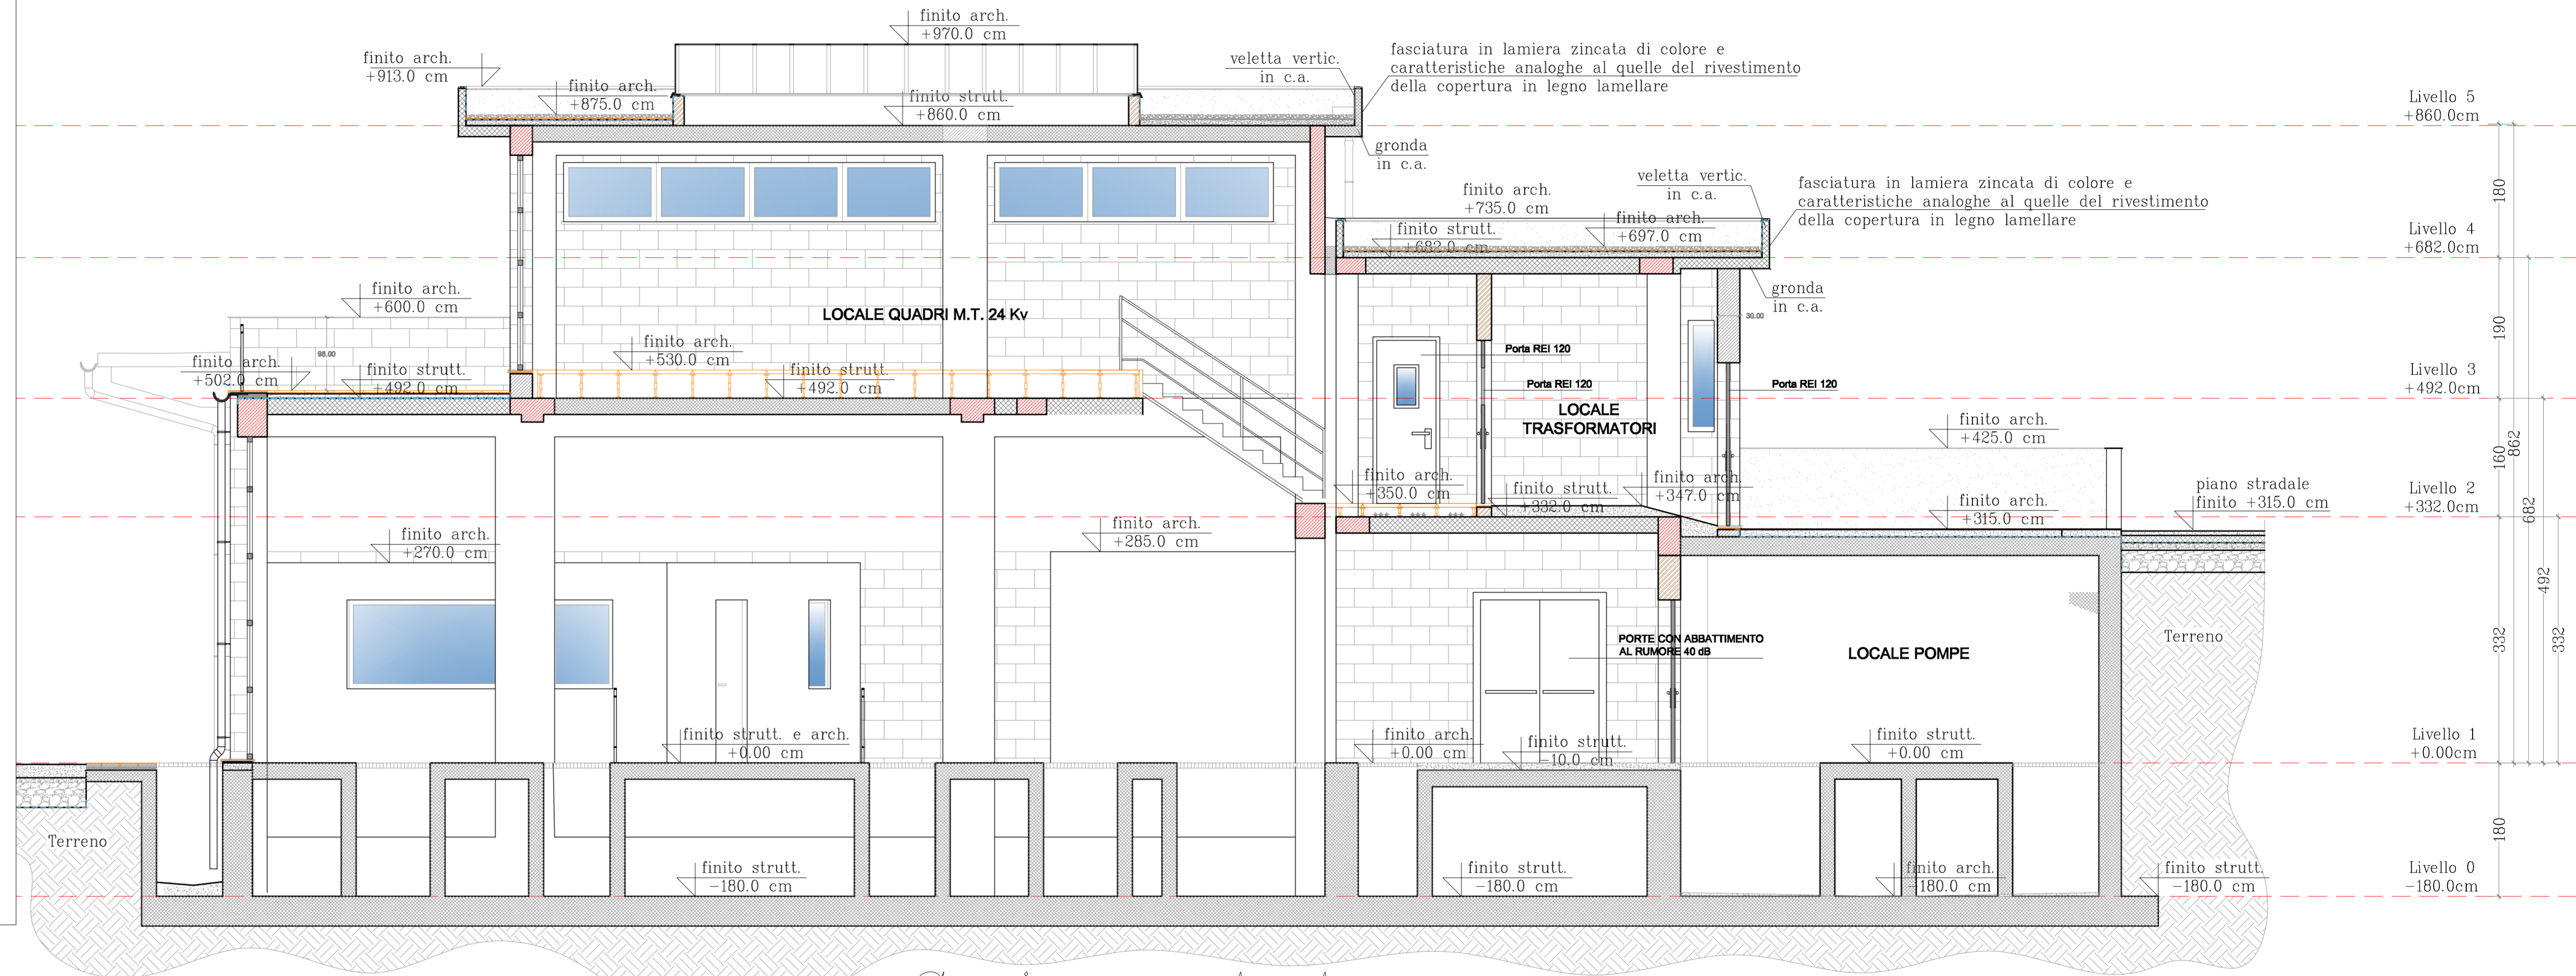 finito arch.
+970.0 cm
finito arch.
+913.0 cm
finito arch.
+875.0 cm
finito strutt.
+860.0 cm
veletta vertic.
in c.a.
fasciatura in lamiera zincata di colore e
caratteristiche analoghe al quelle del rivestimento
della copertura in legno lamellare
gronda
in c.a.
Livello 5
+860.0cm
finito arch.
+735.0 cm
veletta vertic.
in c.a.
fasciatura in lamiera zincata di colore e
caratteristiche analoghe al quelle del rivestimento
della copertura in legno lamellare
finito strutt.
+682.0 cm
finito arch.
+697.0 cm
gronda
in c.a.
Livello 4
+682.0cm
180
finito arch.
+600.0 cm
LOCALE QUADRI M.T. 24 Kv
30.00
190
98.00
finito arch.
+502.0 cm
finito strutt.
+492.0 cm
finito arch.
+530.0 cm
finito strutt.
+492.0 cm
Porta REI 120
Porta REI 120
Porta REI 120
LOCALE
TRASFORMATORI
Livello 3
+492.0cm
finito arch.
+425.0 cm
160
862
finito arch.
+350.0 cm
finito strutt.
+332.0 cm
finito arch.
+347.0 cm
finito arch.
+315.0 cm
piano stradale
finito +315.0 cm
Livello 2
+332.0cm
682
finito arch.
+270.0 cm
finito arch.
+285.0 cm
492
PORTE CON ABBATTIMENTO
AL RUMORE 40 dB
LOCALE POMPE
Terreno
332
332
finito strutt. e arch.
+0.00 cm
finito arch.
+0.00 cm
finito strutt.
-10.0 cm
finito strutt.
+0.00 cm
Livello 1
+0.00cm
Terreno
180
finito strutt.
-180.0 cm
finito strutt.
-180.0 cm
finito arch.
-180.0 cm
finito strutt.
-180.0 cm
Livello 0
-180.0cm